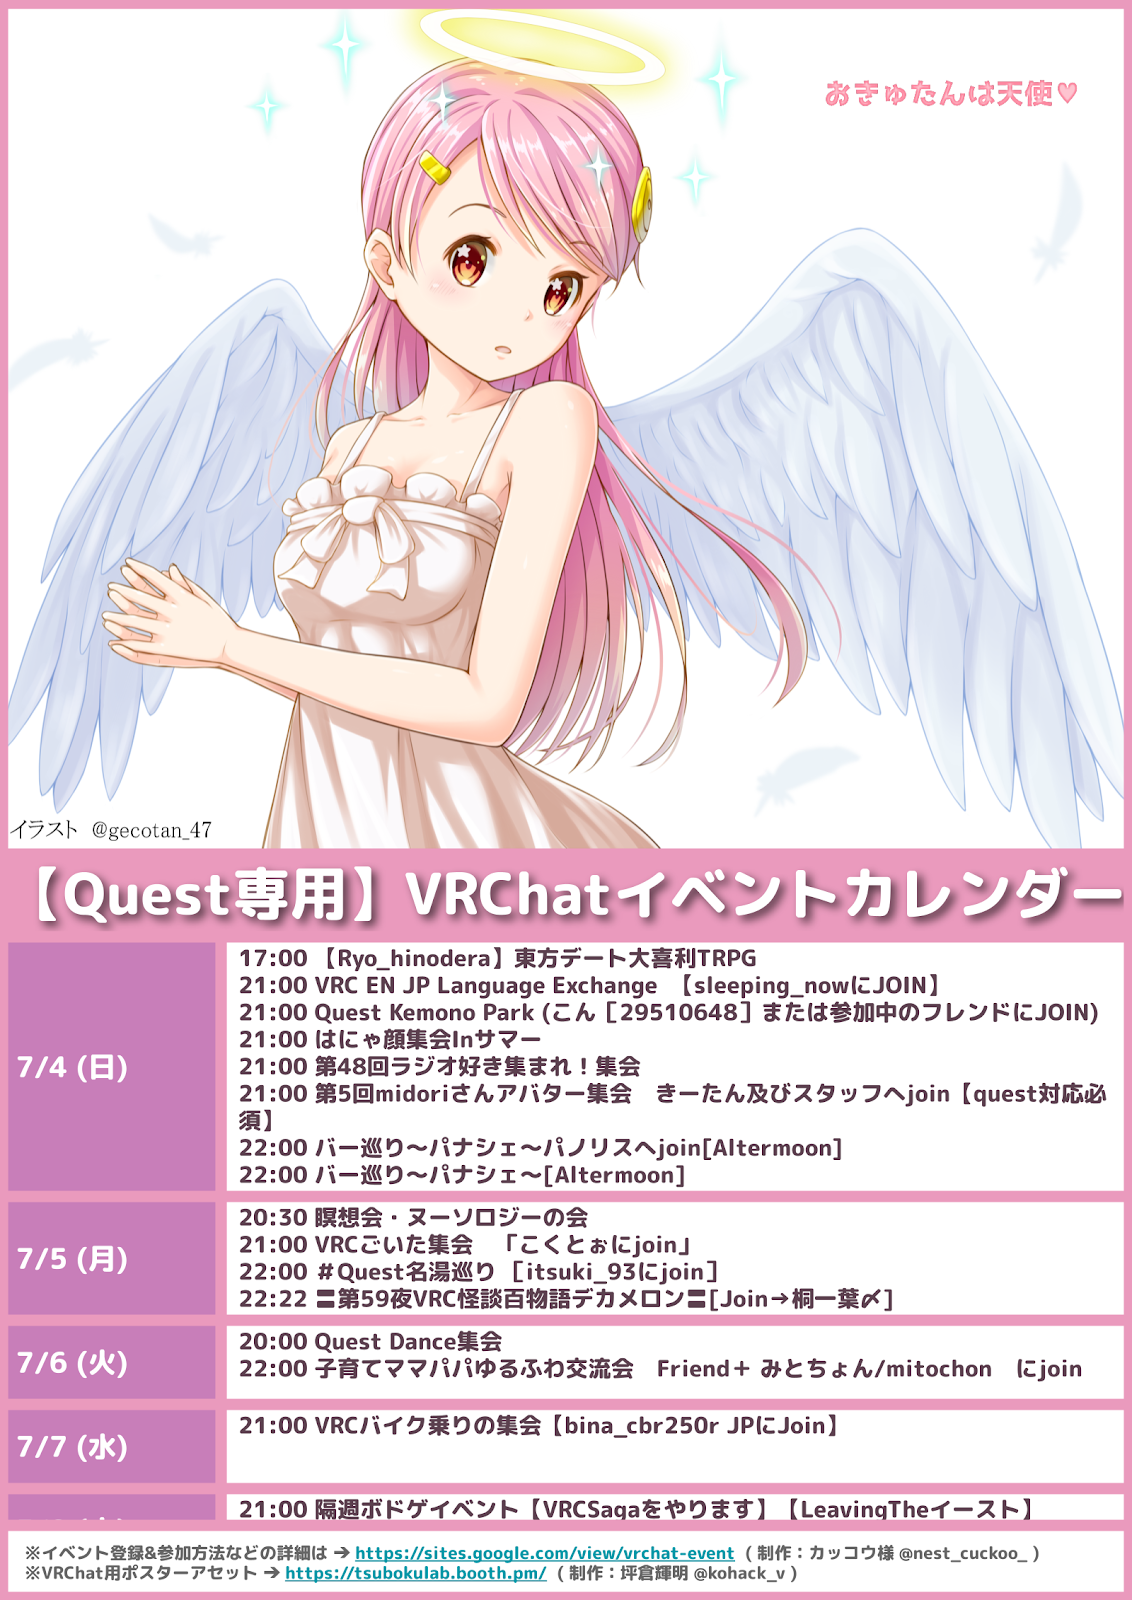 おきゅたんは天使♥
イラスト @gecotan_47
【Quest専用】VRChatイベントカレンダー
7/4 (日)
17:00 【Ryo_hinodera】東方デート大喜利TRPG
21:00 VRC EN JP Language Exchange 【sleeping_nowにJOIN】
21:00 Quest Kemono Park (こん［29510648］または参加中のフレンドにJOIN)
21:00 はにゃ顔集会Inサマー
21:00 第48回ラジオ好き集まれ！集会
21:00 第5回midoriさんアバター集会　きーたん及びスタッフへjoin【quest対応必
須】
22:00 バー巡り～パナシェ～パノリスへjoin[Altermoon]
22:00 バー巡り～パナシェ～[Altermoon]
7/5 (月)
20:30 瞑想会・ヌーソロジーの会
21:00 VRCごいた集会　「こくとぉにjoin」
22:00 ＃Quest名湯巡り ［itsuki_93にjoin］
22:22 〓第59夜VRC怪談百物語デカメロン〓[Join→桐一葉〆]
7/6 (火)
20:00 Quest Dance集会
22:00 子育てママパパゆるふわ交流会　Friend＋ みとちょん/mitochon　にjoin
7/7 (水)
21:00 VRCバイク乗りの集会【bina_cbr250r JPにJoin】
21:00 隔週ボドゲイベント【VRCSagaをやります】【LeavingTheイースト】
※イベント登録&参加方法などの詳細は → https://sites.google.com/view/vrchat-event ( 制作：カッコウ様 @nest_cuckoo_ )
※VRChat用ポスターアセット → https://tsubokulab.booth.pm/ ( 制作：坪倉輝明 @kohack_v )